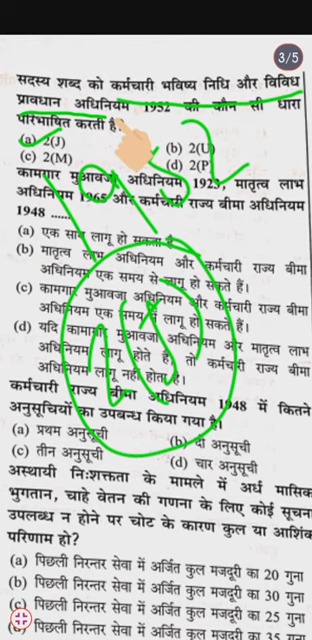 3/5
सदस्य शब्द को कर्मचारी भविष्य निधि और विविध
प्रावधान अधिनियम 1952 की कौन सी धारा
परिभाषित करती है?
(a) 2(J) (b) 2(U)
(c) 2(M) (d) 2(P)
कामगार मुआवजा अधिनियम 1923, मातृत्व लाभ
अधिनियम 1965 और कर्मचारी राज्य बीमा अधिनियम
1948 ......
(a) एक साथ लागू हो सकता है
(b) मातृत्व लाभ अधिनियम और कर्मचारी राज्य बीमा
अधिनियम एक समय से लागू हो सकते हैं।
(c) कामगार मुआवजा अधिनियम और कर्मचारी राज्य बीमा
अधिनियम एक समय में लागू हो सकते हैं।
(d) यदि कामागार मुआवजा अधिनियम और मातृत्व लाभ
अधिनियम लागू होते है, तो कर्मचारी राज्य बीमा
अधिनियम लागू नही होता है।
कर्मचारी राज्य बीमा अधिनियम 1948 में कितने
अनुसूचियों का उपबन्ध किया गया है।
(a) प्रथम अनुसूची (b) दो अनुसूची
(c) तीन अनुसूची (d) चार अनुसूची
अस्थायी निःशक्तता के मामले में अर्ध मासिक
भुगतान, चाहे वेतन की गणना के लिए कोई सूचना
उपलब्ध न होने पर चोट के कारण कुल या आशिंक
परिणाम हो?
(a) पिछली निरन्तर सेवा में अर्जित कुल मजदूरी का 20 गुना
(b) पिछली निरन्तर सेवा में अर्जित कुल मजदूरी का 30 गुना
(c) पिछली निरन्तर सेवा में अर्जित कुल मजदूरी का 25 गुना
पिछली निरन्तर सेवा में अर्जित कुल मजदूरी का 35 गुना